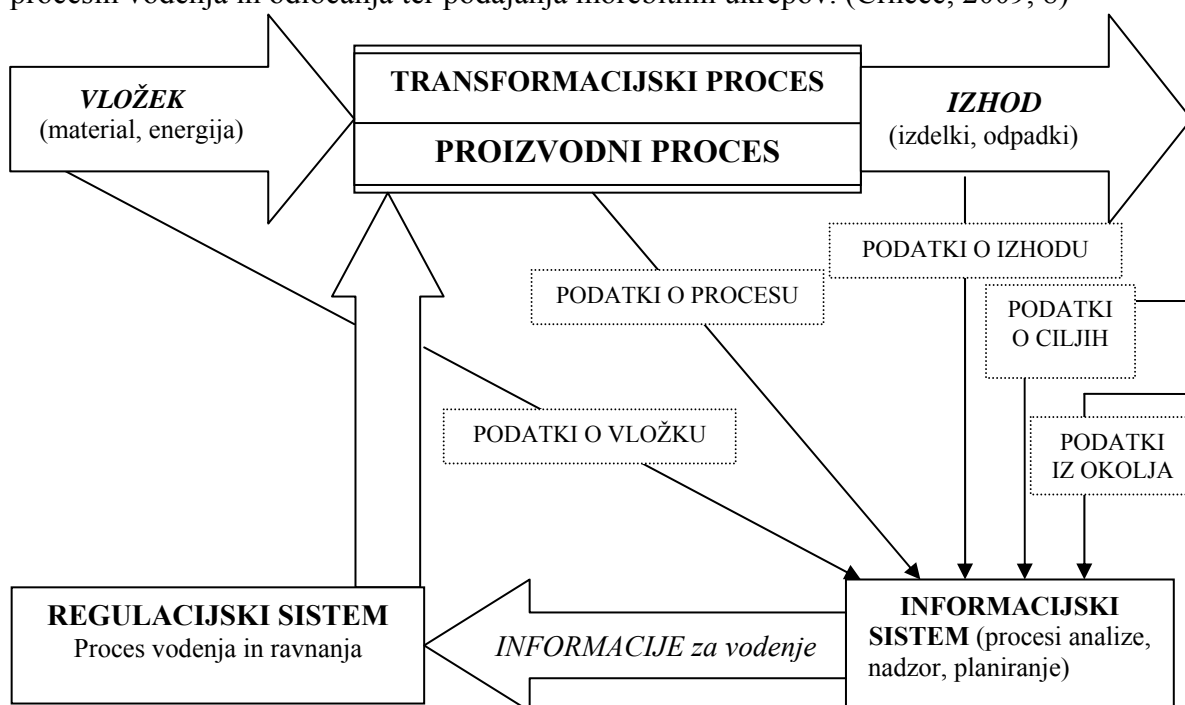 procesih vodenja in odločanja ter podajanja morebitnih ukrepov. (Črneče, 2009, 8)
VLOŽEK
(material, energija)
TRANSFORMACIJSKI PROCES
PROIZVODNI PROCES
IZHOD
(izdelki, odpadki)
PODATKI O IZHODU
PODATKI O PROCESU
PODATKI
O CILJIH
PODATKI O VLOŽKU
PODATKI
IZ OKOLJA
REGULACIJSKI SISTEM
Proces vodenja in ravnanja
INFORMACIJE za vodenje
INFORMACIJSKI
SISTEM (procesi analize,
nadzor, planiranje)